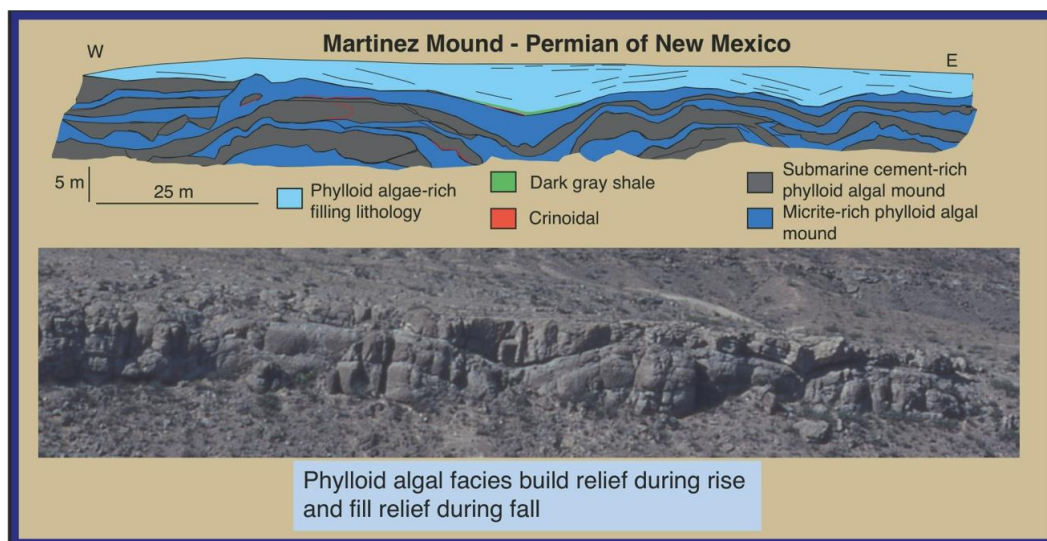 Martinez Mound - Permian of New Mexico
W
E
5 m
25 m
Phylloid algae-rich
filling lithology
Dark gray shale
Crinoidal
Submarine cement-rich
phylloid algal mound
Micrite-rich phylloid algal
mound
Phylloid algal facies build relief during rise
and fill relief during fall